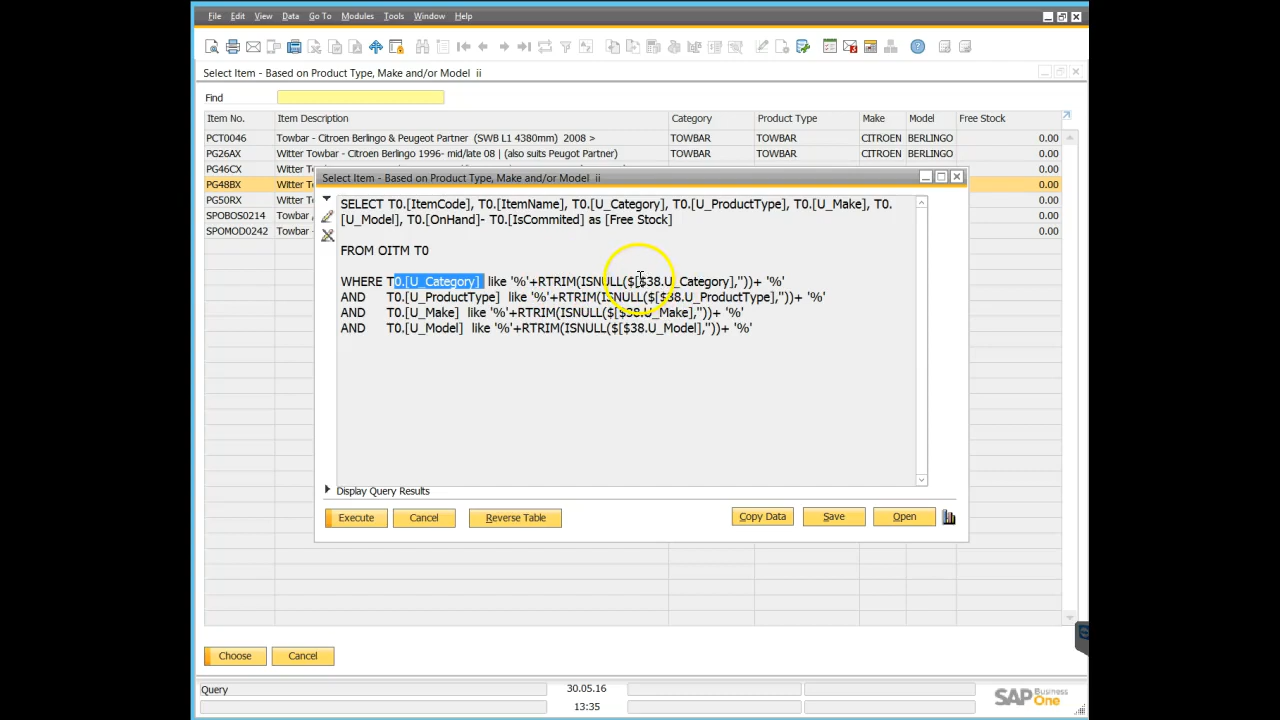 File Edit View Data Go To Modules Tools Window Help
Select Item - Based on Product Type, Make and/or Model ii
Find
Item No. Item Description Category Product Type Make Model Free Stock
PCT0046 Towbar - Citroen Berlingo & Peugeot Partner (SWB L1 4380mm) 2008 > TOWBAR TOWBAR CITROEN BERLINGO 0.00
PG26AX Witter Towbar - Citroen Berlingo 1996- mid/late 08 | (also suits Peugot Partner) TOWBAR TOWBAR CITROEN BERLINGO 0.00
PG46CX Witter 0.00
PG48BX Witter 0.00
PG50RX Witter 0.00
SPOBOS0214 Towbar 0.00
SPOMOD0242 Towbar - 0.00
Select Item - Based on Product Type, Make and/or Model ii
SELECT T0.[ItemCode], T0.[ItemName], T0.[U_Category], T0.[U_ProductType], T0.[U_Make], T0.
[U_Model], T0.[OnHand]- T0.[IsCommited] as [Free Stock]
FROM OITM T0
WHERE T0.[U_Category] like '%'+RTRIM(ISNULL($[$38.U_Category],''))+ '%'
AND T0.[U_ProductType] like '%'+RTRIM(ISNULL($[$38.U_ProductType],''))+ '%'
AND T0.[U_Make] like '%'+RTRIM(ISNULL($[$38.U_Make],''))+ '%'
AND T0.[U_Model] like '%'+RTRIM(ISNULL($[$38.U_Model],''))+ '%'
Display Query Results
Execute Cancel Reverse Table Copy Data Save Open
Choose Cancel
Query 30.05.16
13:35
SAP Business One